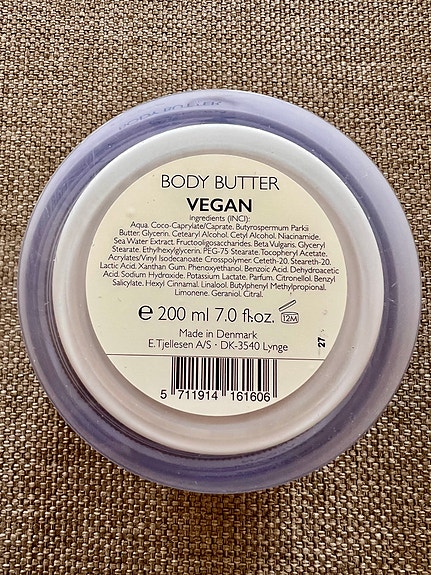 BODY BUTTER
VEGAN
ingredients (INCI):
Aqua. Coco-Caprylate/Caprate. Butyrospermum Parkii
Butter. Glycerin. Cetearyl Alcohol. Cetyl Alcohol. Niacinamide.
Sea Water Extract. Fructooligosaccharides. Beta Vulgaris. Glyceryl
Stearate. Ethylhexylglycerin. PEG-75 Stearate. Tocopheryl Acetate.
Acrylates/Vinyl Isodecanoate Crosspolymer. Ceteth-20. Steareth-20.
Lactic Acid. Xanthan Gum. Phenoxyethanol. Benzoic Acid. Dehydroacetic
Acid. Sodium Hydroxide. Potassium Lactate. Parfum. Citronellol. Benzyl
Salicylate. Hexyl Cinnamal. Linalool. Butylphenyl Methylpropional.
Limonene. Geraniol. Citral.
e 200 ml 7.0 fl.oz. 12M
Made in Denmark
E.Tjellesen A/S · DK-3540 Lynge
27
5 711914 161606